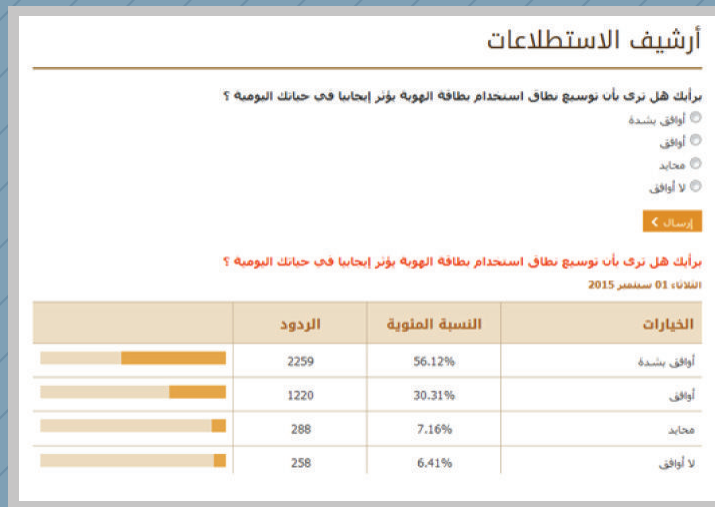 أرشيف الاستطلاعات
برأيك هل ترى بأن توسيع نطاق استخدام بطاقة الهوية يؤثر إيجابيا في حياتك اليومية ؟
أوافق بشدة
أوافق
محايد
لا أوافق
إرسال
برأيك هل ترى بأن توسيع نطاق استخدام بطاقة الهوية يؤثر إيجابيا في حياتك اليومية ؟
الثلاثاء 01 سبتمبر 2015
الخيارات النسبة المئوية الردود
أوافق بشدة 56.12% 2259
أوافق 30.31% 1220
محايد 7.16% 288
لا أوافق 6.41% 258